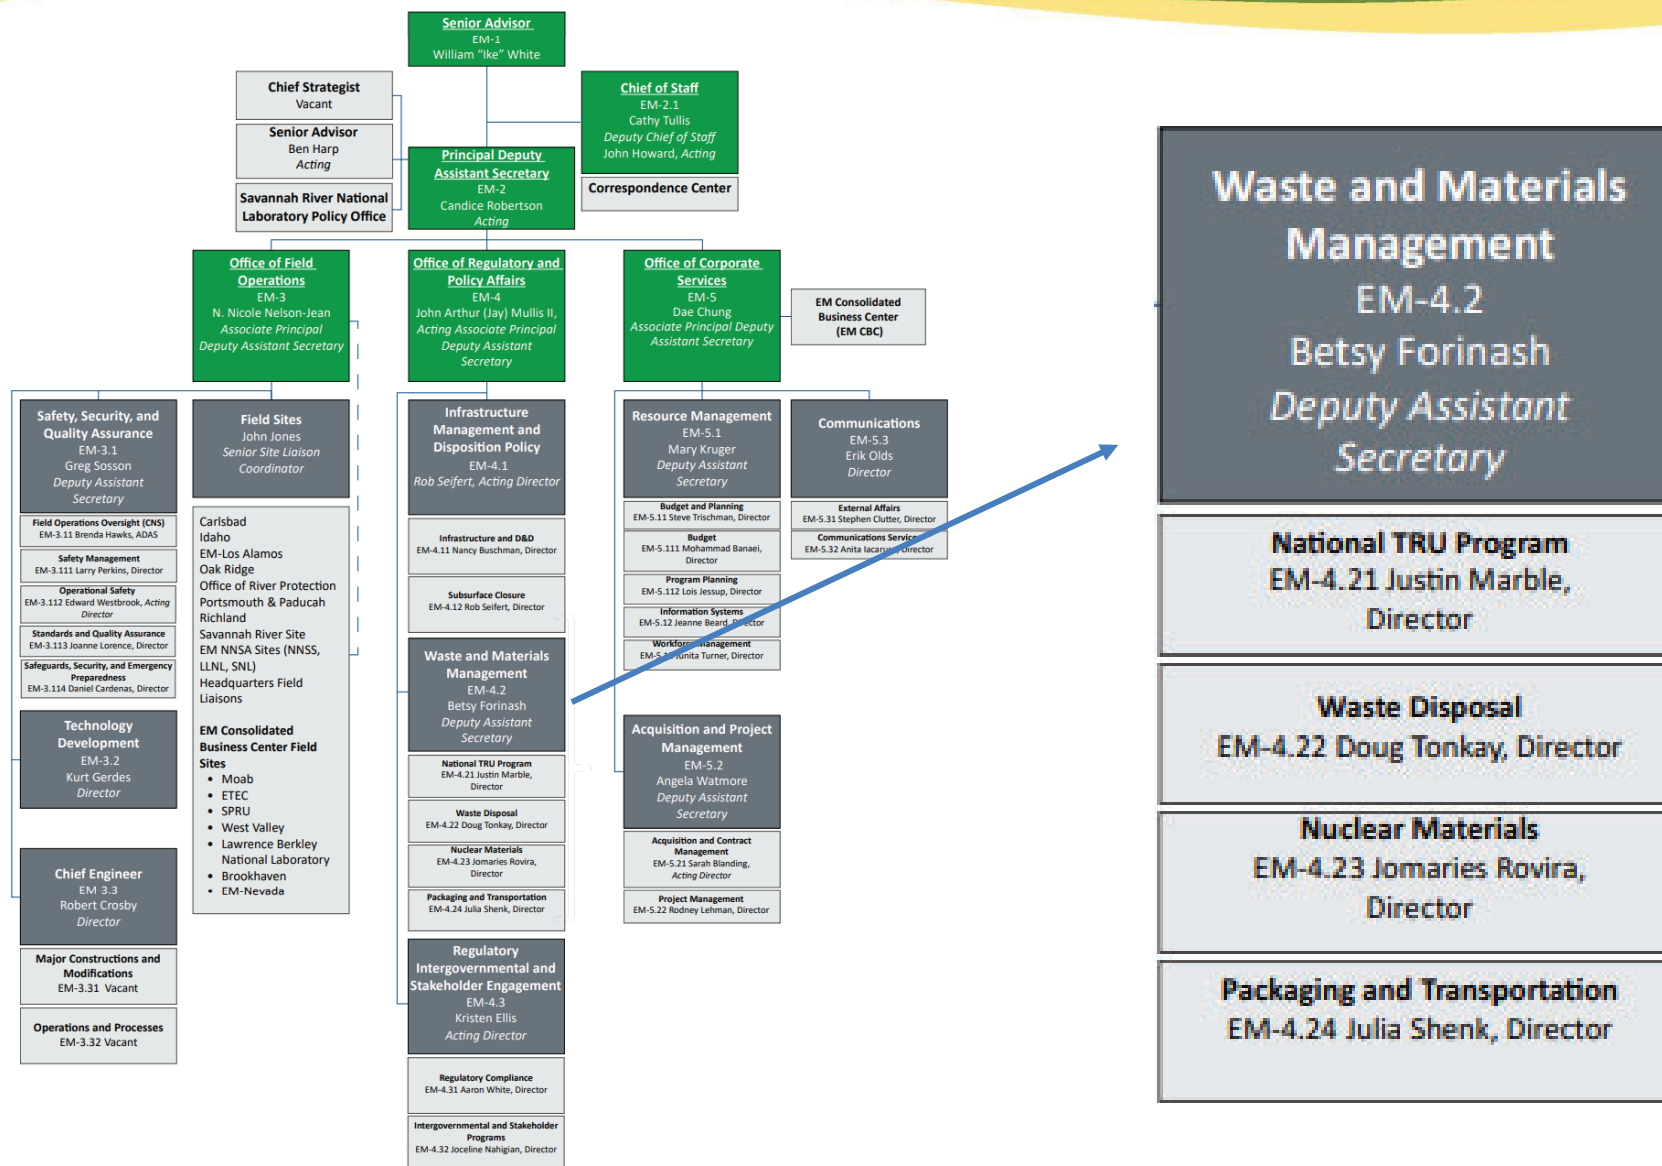 Senior Advisor
EM-1
William “Ike” White
Chief Strategist
Vacant
Senior Advisor
Ben Harp
Acting
Savannah River National
Laboratory Policy Office
Chief of Staff
EM-2.1
Cathy Tullis
Deputy Chief of Staff
John Howard, Acting
Correspondence Center
Principal Deputy
Assistant Secretary
EM-2
Candice Robertson
Acting
Office of Field
Operations
EM-3
N. Nicole Nelson-Jean
Associate Principal
Deputy Assistant Secretary
Office of Regulatory and
Policy Affairs
EM-4
John Arthur (Jay) Mullis II,
Acting Associate Principal
Deputy Assistant
Secretary
Office of Corporate
Services
EM-5
Dae Chung
Associate Principal Deputy
Assistant Secretary
EM Consolidated
Business Center
(EM CBC)
Safety, Security, and
Quality Assurance
EM-3.1
Greg Sosson
Deputy Assistant
Secretary
Field Operations Oversight (CNS)
EM-3.11 Brenda Hawks, ADAS
Safety Management
EM-3.111 Larry Perkins, Director
Operational Safety
EM-3.112 Edward Westbrook, Acting
Director
Standards and Quality Assurance
EM-3.113 Joanne Lorence, Director
Safeguards, Security, and Emergency
Preparedness
EM-3.114 Daniel Cardenas, Director
Technology
Development
EM-3.2
Kurt Gerdes
Director
Chief Engineer
EM 3.3
Robert Crosby
Director
Major Constructions and
Modifications
EM-3.31 Vacant
Operations and Processes
EM-3.32 Vacant
Field Sites
John Jones
Senior Site Liaison
Coordinator
Carlsbad
Idaho
EM-Los Alamos
Oak Ridge
Office of River Protection
Portsmouth & Paducah
Richland
Savannah River Site
EM NNSA Sites (NNSS,
LLNL, SNL)
Headquarters Field
Liaisons
EM Consolidated
Business Center Field
Sites
• Moab
• ETEC
• SPRU
• West Valley
• Lawrence Berkley
National Laboratory
• Brookhaven
• EM-Nevada
Infrastructure
Management and
Disposition Policy
EM-4.1
Rob Seifert, Acting Director
Infrastructure and D&D
EM-4.11 Nancy Buschman, Director
Subsurface Closure
EM-4.12 Rob Seifert, Director
Waste and Materials
Management
EM-4.2
Betsy Forinash
Deputy Assistant
Secretary
National TRU Program
EM-4.21 Justin Marble,
Director
Waste Disposal
EM-4.22 Doug Tonkay, Director
Nuclear Materials
EM-4.23 Jomaries Rovira,
Director
Packaging and Transportation
EM-4.24 Julia Shenk, Director
Regulatory
Intergovernmental and
Stakeholder Engagement
EM-4.3
Kristen Ellis
Acting Director
Regulatory Compliance
EM-4.31 Aaron White, Director
Intergovernmental and Stakeholder
Programs
EM-4.32 Joceline Nahigian, Director
Resource Management
EM-5.1
Mary Kruger
Deputy Assistant
Secretary
Budget and Planning
EM-5.11 Steve Trischman, Director
Budget
EM-5.111 Mohammad Banaei,
Director
Program Planning
EM-5.112 Lois Jessup, Director
Information Systems
EM-5.12 Jeanne Beard, Director
Workforce Management
Junita Turner, Director
Acquisition and Project
Management
EM-5.2
Angela Watmore
Deputy Assistant
Secretary
Acquisition and Contract
Management
EM-5.21 Sarah Blanding,
Acting Director
Project Management
EM-5.22 Rodney Lehman, Director
Communications
EM-5.3
Erik Olds
Director
External Affairs
EM-5.31 Stephen Clutter, Director
Communications Services
EM-5.32 Anita Director
Waste and Materials
Management
EM-4.2
Betsy Forinash
Deputy Assistant
Secretary
National TRU Program
EM-4.21 Justin Marble,
Director
Waste Disposal
EM-4.22 Doug Tonkay, Director
Nuclear Materials
EM-4.23 Jomaries Rovira,
Director
Packaging and Transportation
EM-4.24 Julia Shenk, Director